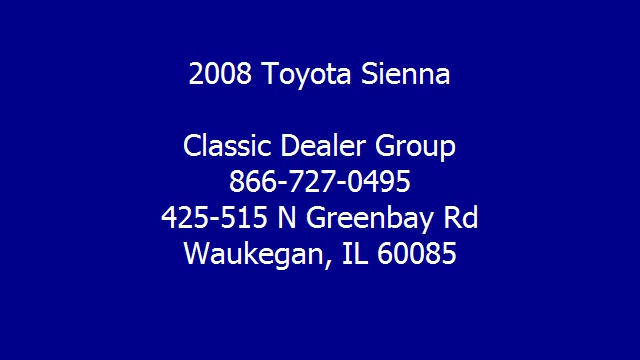 2008 Toyota Sienna
Classic Dealer Group
866-727-0495
425-515 N Greenbay Rd
Waukegan, IL 60085